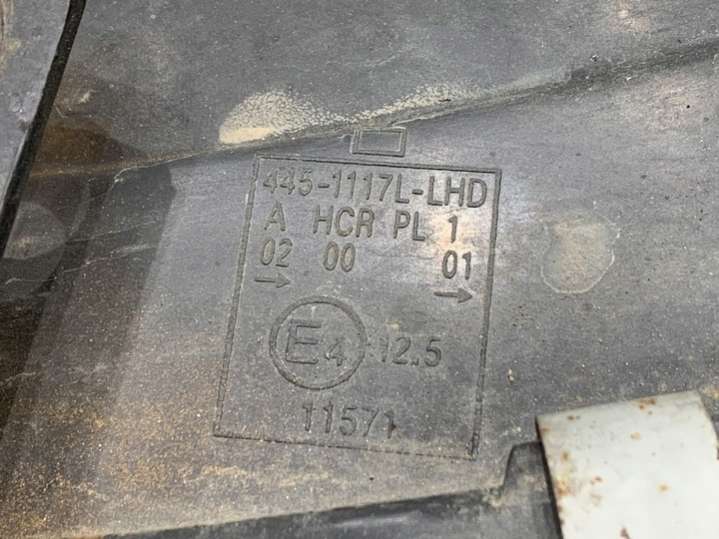 445-1117L-LHD
A HCR PL 1
02 00 01
→ →
E4 12.5
11571